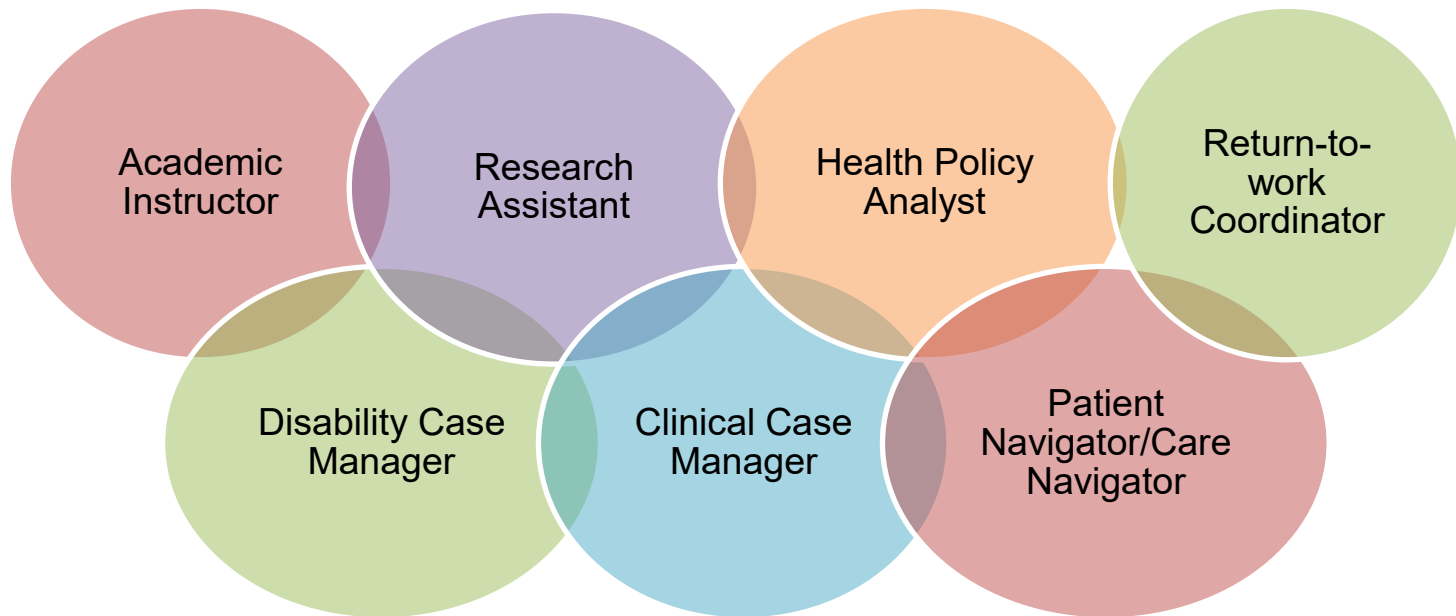 Academic
Instructor
Research
Assistant
Health Policy
Analyst
Return-to-
work
Coordinator
Disability Case
Manager
Clinical Case
Manager
Patient
Navigator/Care
Navigator